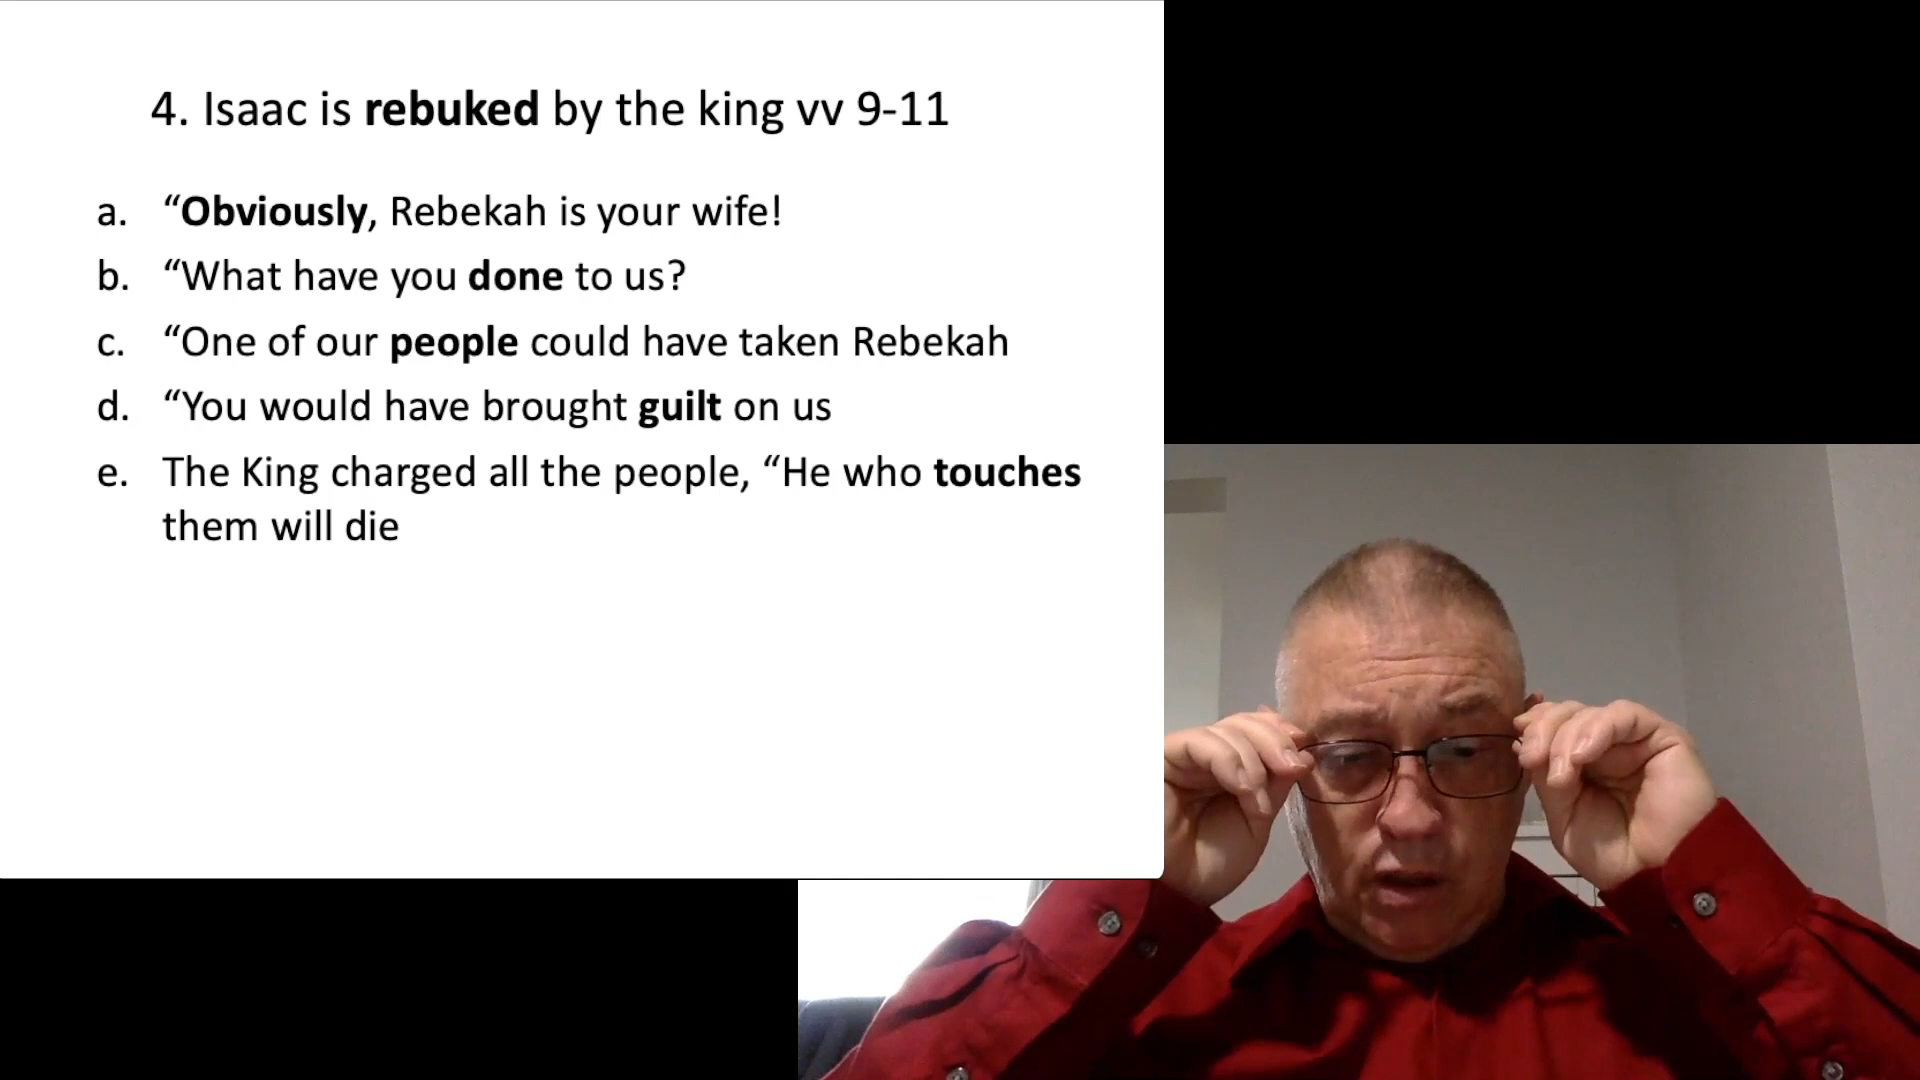 4. Isaac is rebuked by the king vv 9-11
a. “Obviously, Rebekah is your wife!
b. “What have you done to us?
c. “One of our people could have taken Rebekah
d. “You would have brought guilt on us
e. The King charged all the people, “He who touches
them will die